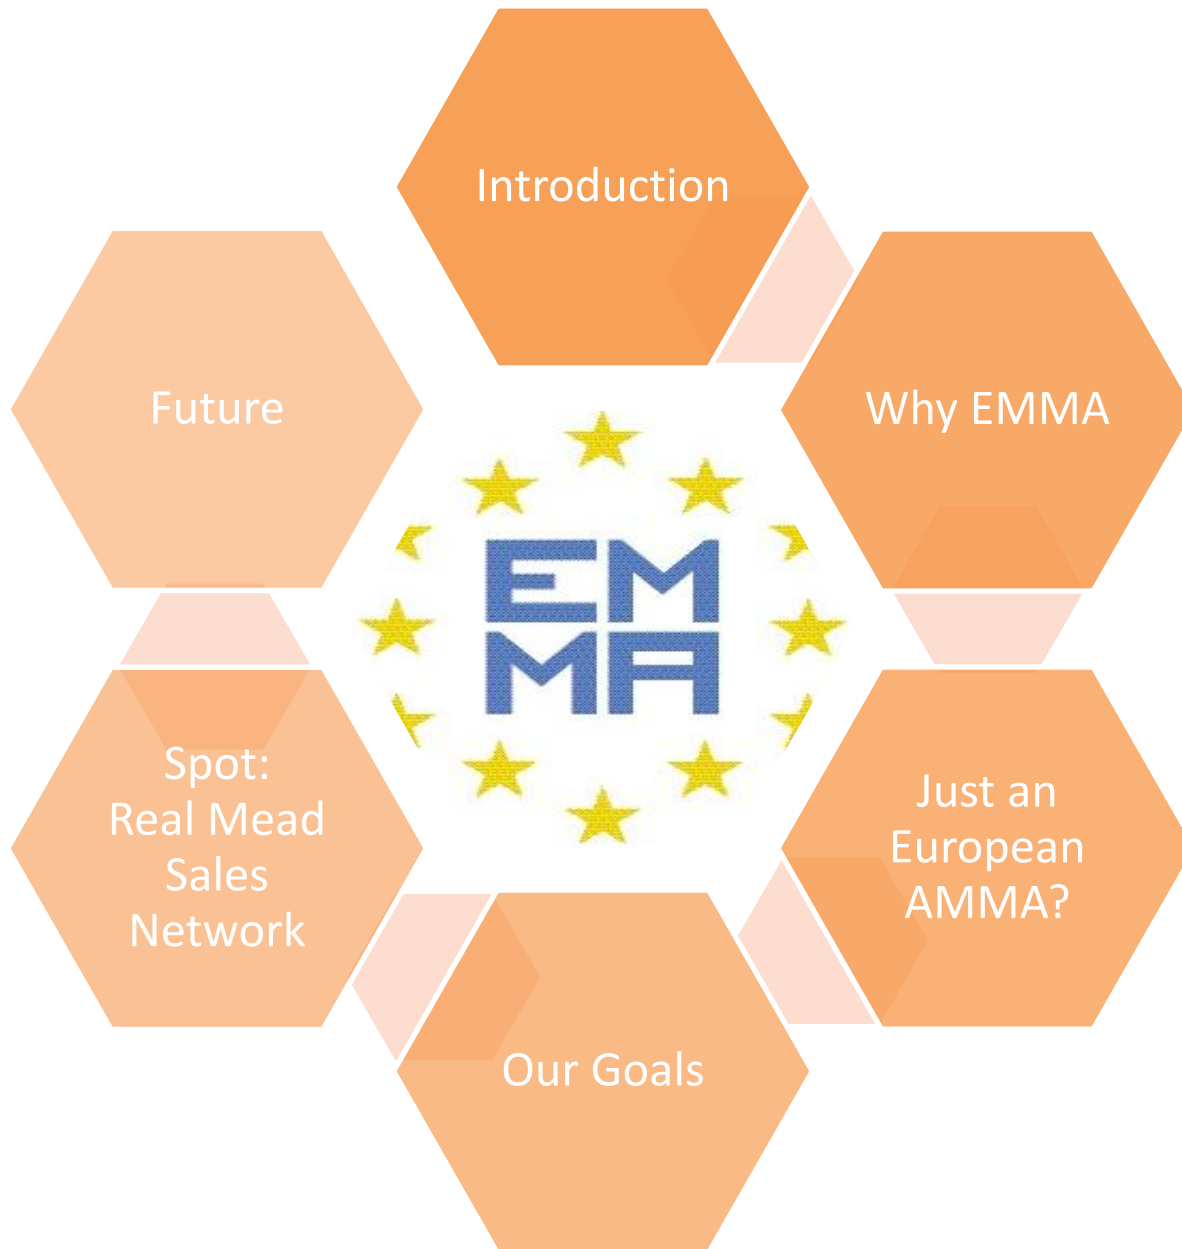 Introduction
Why EMMA
Just an
European
AMMA?
Our Goals
Spot:
Real Mead
Sales
Network
Future
EM
MA